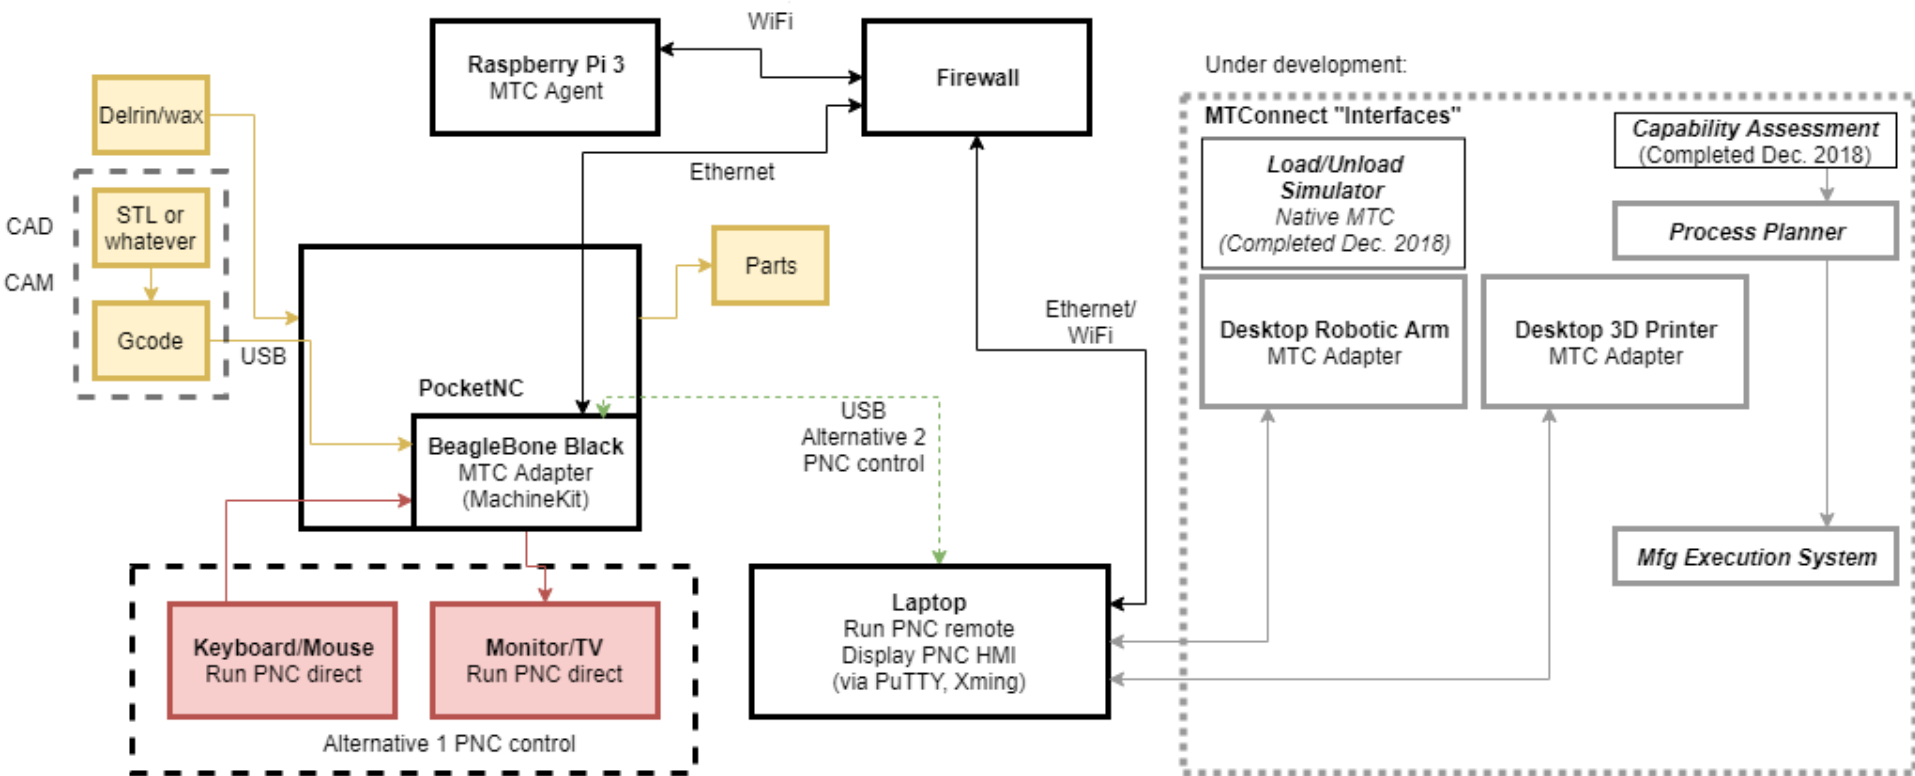 WiFi
Raspberry Pi 3
MTC Agent
Firewall
Under development:
Delrin/wax
MTConnect "Interfaces"
Capability Assessment
(Completed Dec. 2018)
Load/Unload
Simulator
Native MTC
(Completed Dec. 2018)
Ethernet
CAD
STL or
whatever
Process Planner
CAM
Parts
Gcode
USB
Ethernet/
WiFi
Desktop Robotic Arm
MTC Adapter
Desktop 3D Printer
MTC Adapter
PocketNC
BeagleBone Black
MTC Adapter
(MachineKit)
USB
Alternative 2
PNC control
Mfg Execution System
Keyboard/Mouse
Run PNC direct
Monitor/TV
Run PNC direct
Alternative 1 PNC control
Laptop
Run PNC remote
Display PNC HMI
(via PuTTY, Xming)